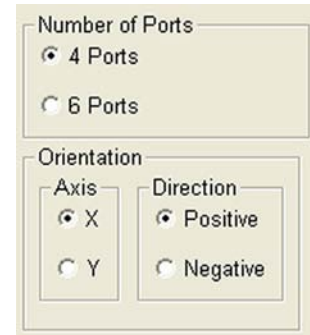 Number of Ports
4 Ports
6 Ports
Orientation
Axis Direction
X Positive
Y Negative